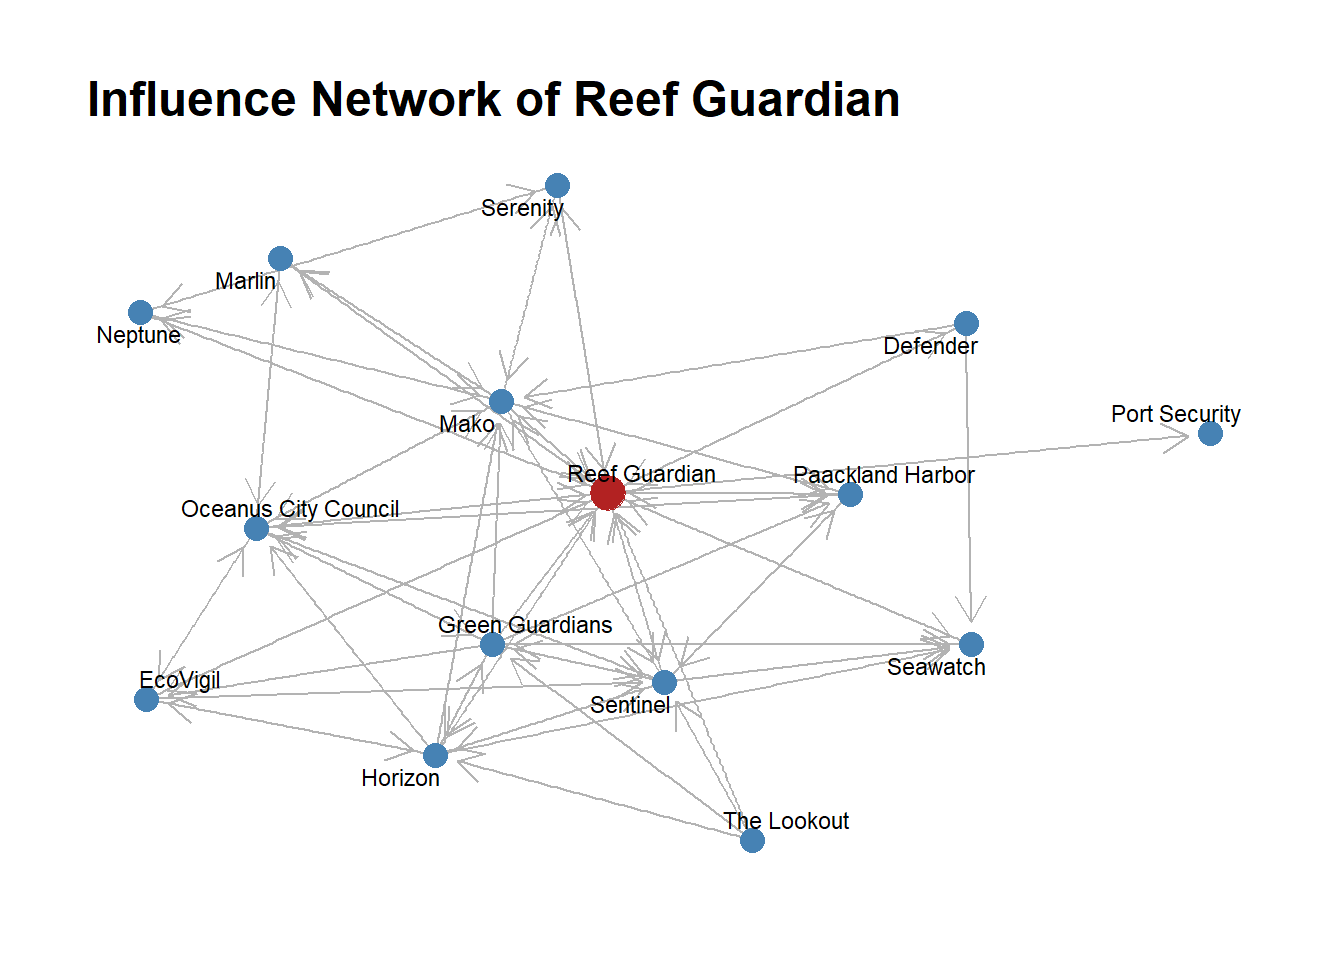 Influence Network of Reef Guardian
Serenity
Marlin
Neptune
Defender
Port Security
Mako
Reef Guardian
Paackland Harbor
Oceanus City Council
Green Guardians
Seawatch
EcoVigil
Sentinel
Horizon
The Lookout